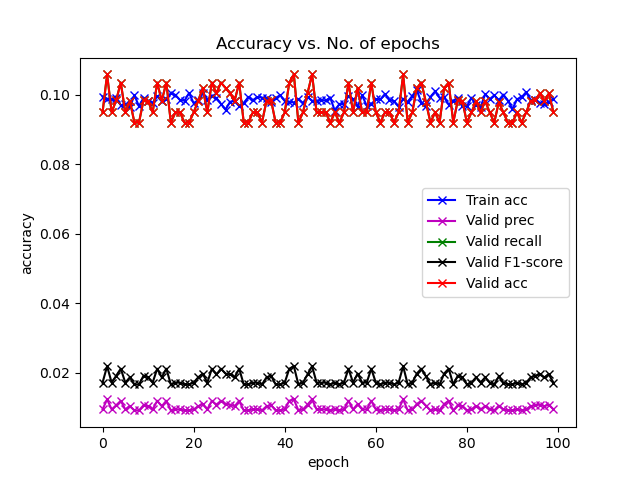 Accuracy vs. No. of epochs
0.10
0.08
0.06
0.04
0.02
accuracy
Train acc
Valid prec
Valid recall
Valid F1-score
Valid acc
0
20
40
60
80
100
epoch